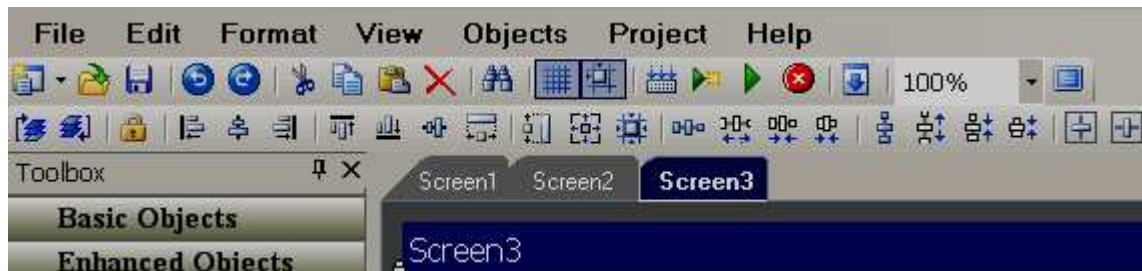 File Edit Format View Objects Project Help
100%
Toolbox
Screen1 Screen2 Screen3
Basic Objects
Screen3
Enhanced Objects